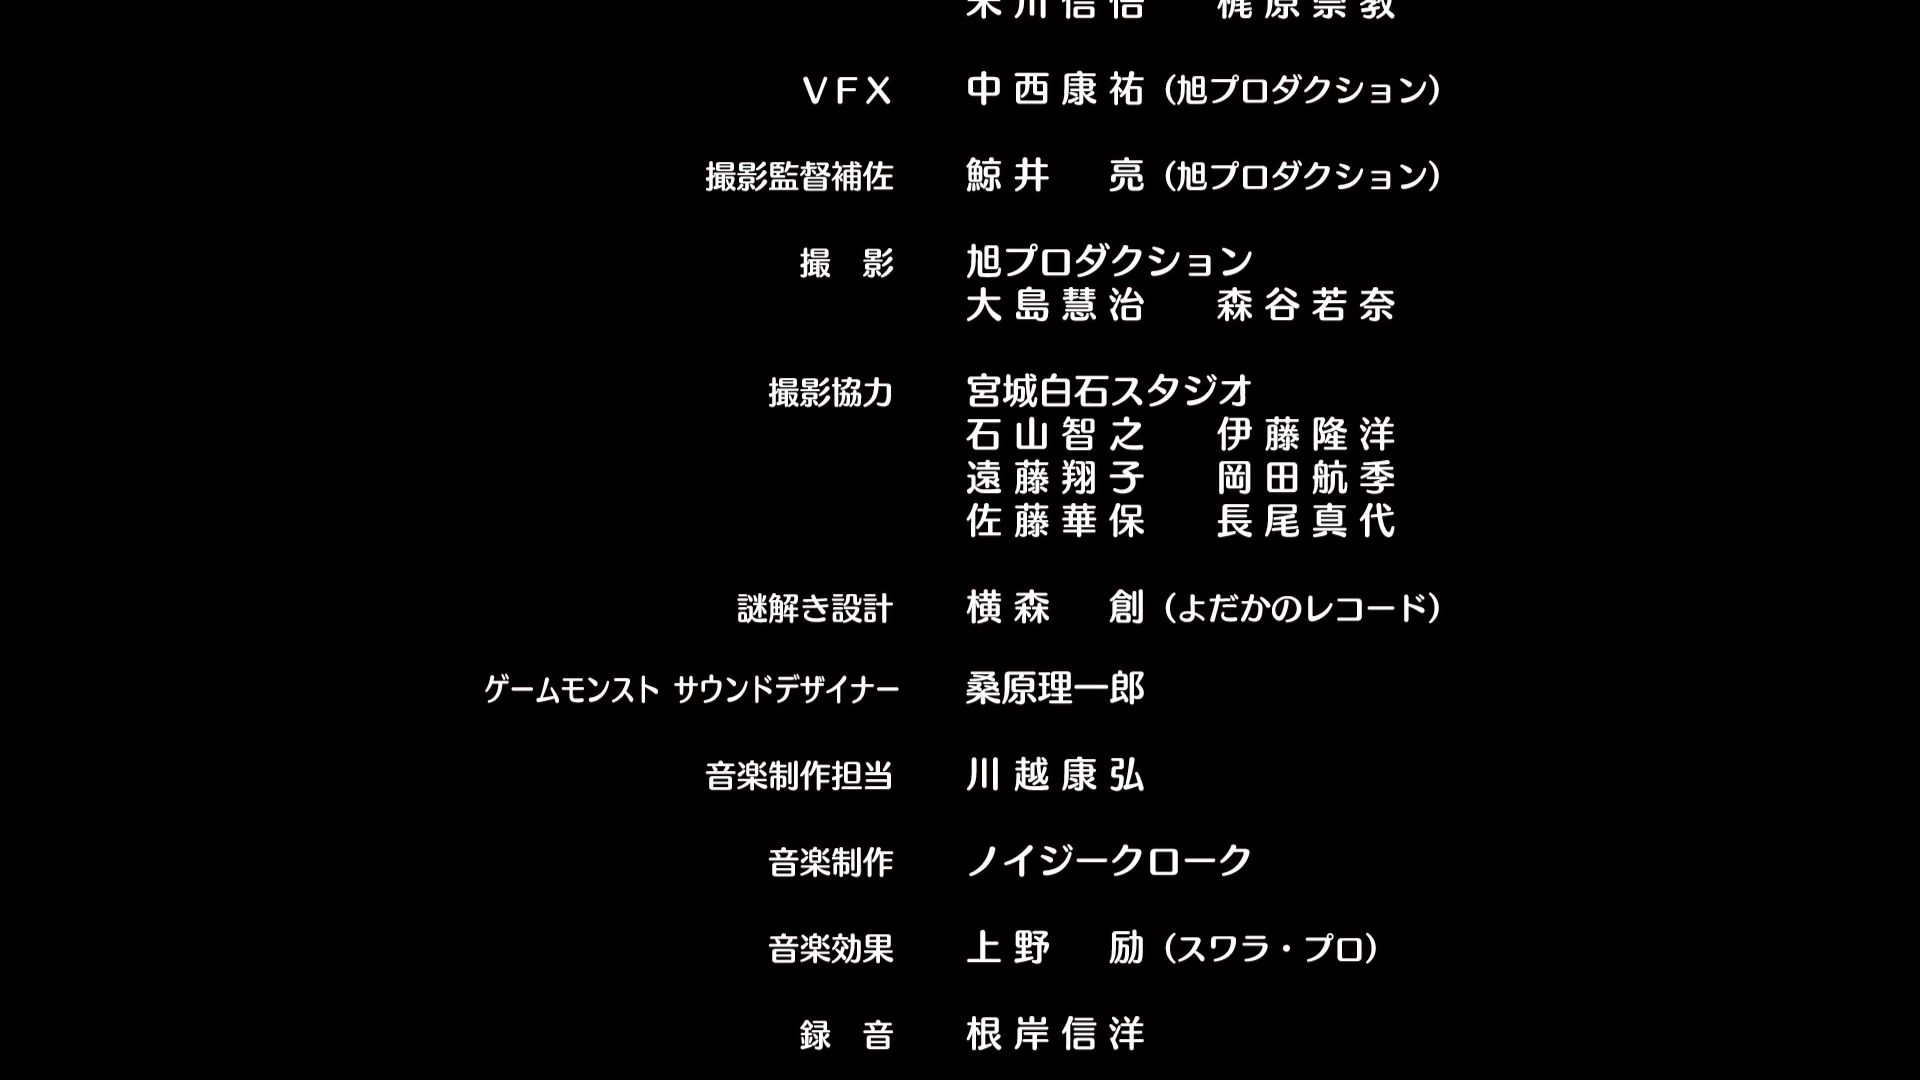 米川信悟　梶原崇教
ＶＦＸ　中西康祐（旭プロダクション）
撮影監督補佐　鯨井　亮（旭プロダクション）
撮　影　旭プロダクション
大島慧治　森谷若奈
撮影協力　宮城白石スタジオ
石山智之　伊藤隆洋
遠藤翔子　岡田航季
佐藤華保　長尾真代
謎解き設計　横森　創（よだかのレコード）
ゲームモンスト サウンドデザイナー　桑原理一郎
音楽制作担当　川越康弘
音楽制作　ノイジークローク
音楽効果　上野　励（スワラ・プロ）
録　音　根岸信洋